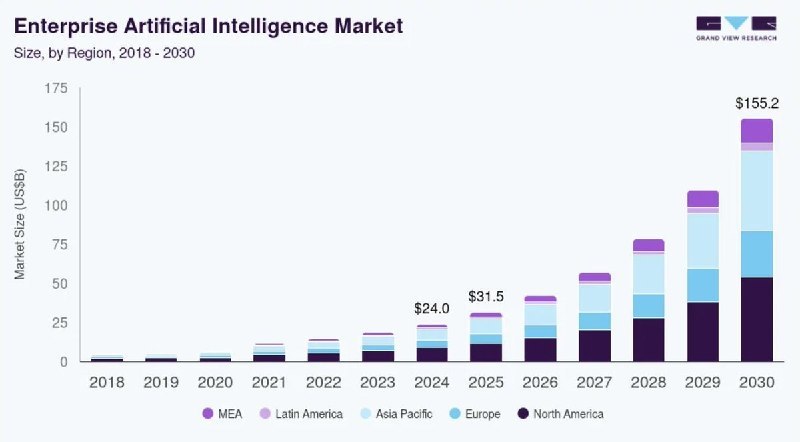 Enterprise Artificial Intelligence Market
Size, by Region, 2018 - 2030
GRAND VIEW RESEARCH
Market Size (US$B)
175
150
125
100
75
50
25
0
$24.0
$31.5
$155.2
2018 2019 2020 2021 2022 2023 2024 2025 2026 2027 2028 2029 2030
MEA Latin America Asia Pacific Europe North America